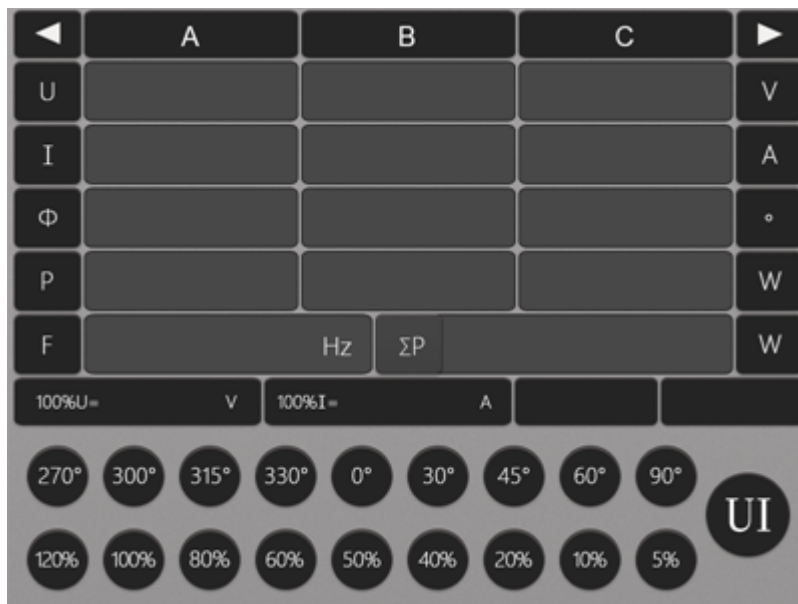 ◀ A B C ▶
U V
I A
Φ °
P W
F Hz ΣP W
100%U= V 100%I= A
270° 300° 315° 330° 0° 30° 45° 60° 90°
UI
120% 100% 80% 60% 50% 40% 20% 10% 5%